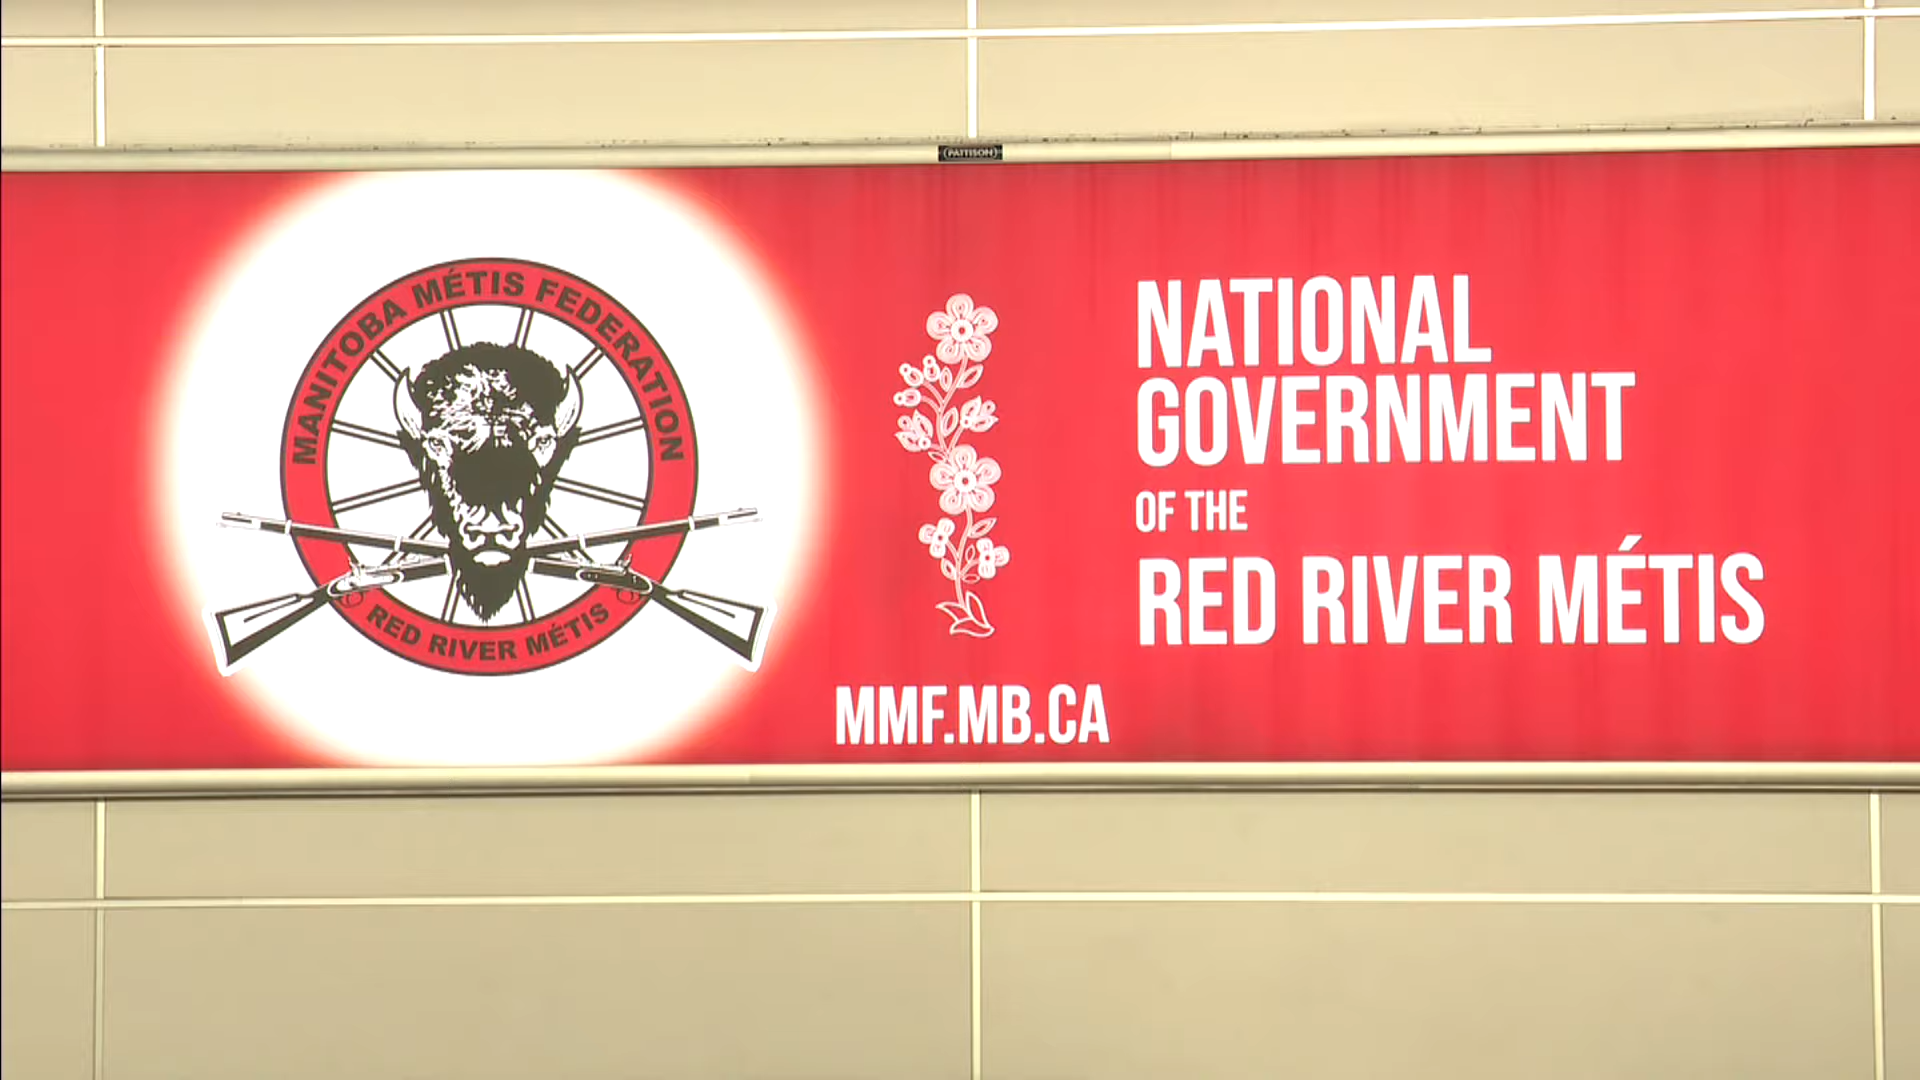 (PATTISON)
MANITOBA MÉTIS FEDERATION
RED RIVER MÉTIS
NATIONAL
GOVERNMENT
OF THE
RED RIVER MÉTIS
MMF.MB.CA